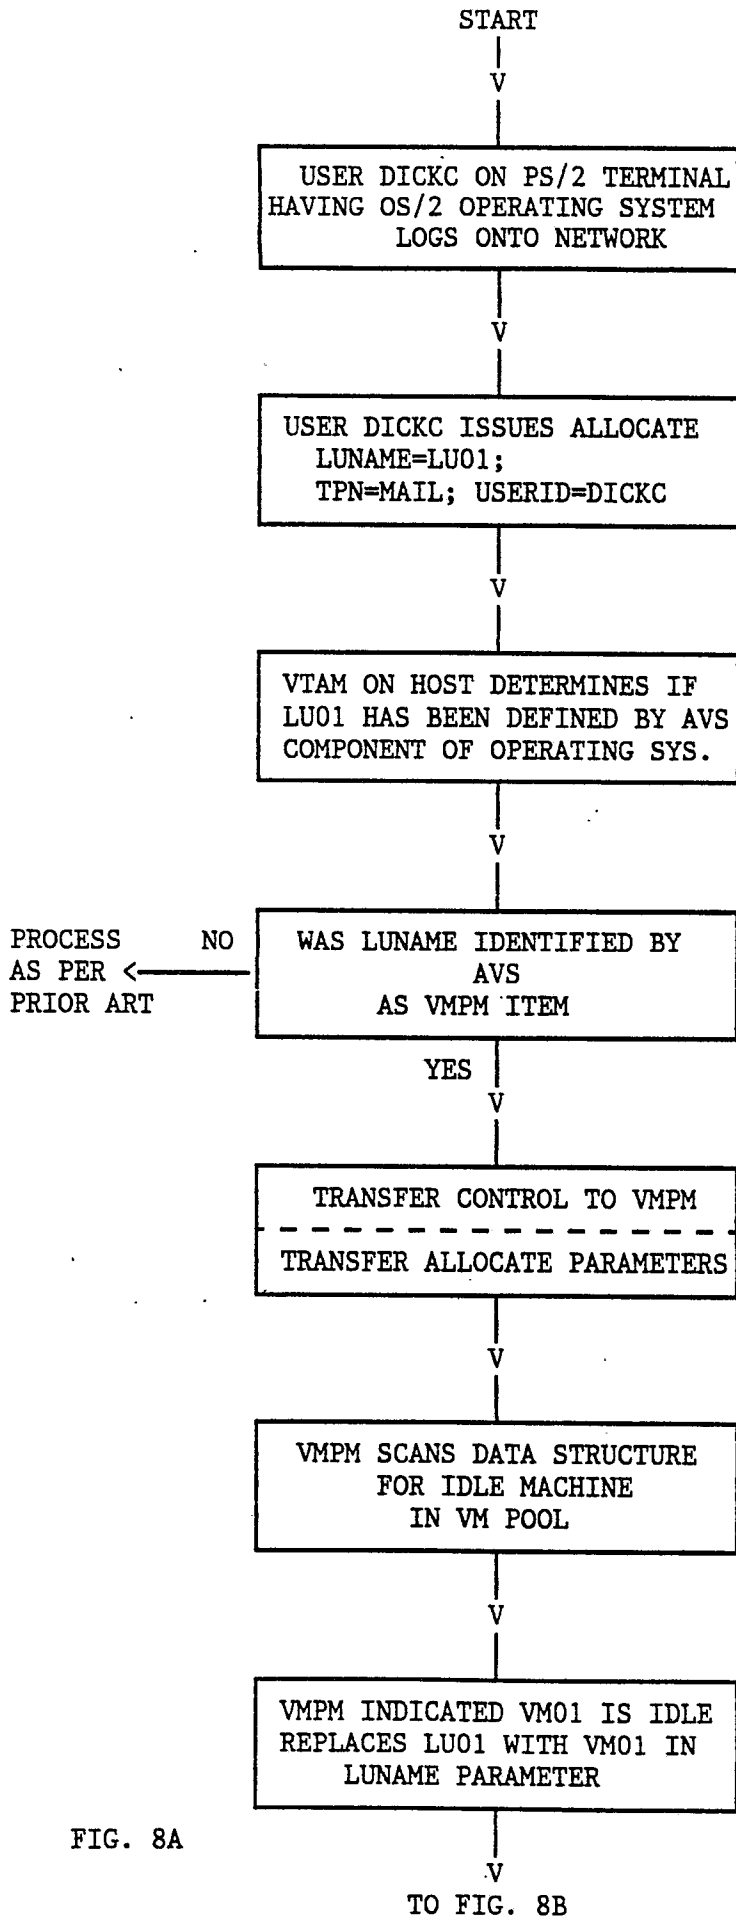 START
V
USER DICKC ON PS/2 TERMINAL
HAVING OS/2 OPERATING SYSTEM
LOGS ONTO NETWORK
V
USER DICKC ISSUES ALLOCATE
LUNAME=LU01;
TPN=MAIL; USERID=DICKC
V
VTAM ON HOST DETERMINES IF
LU01 HAS BEEN DEFINED BY AVS
COMPONENT OF OPERATING SYS.
V
WAS LUNAME IDENTIFIED BY
AVS
AS VMPM ITEM
NO
PROCESS
AS PER <
PRIOR ART
YES
V
TRANSFER CONTROL TO VMPM
TRANSFER ALLOCATE PARAMETERS
V
VMPM SCANS DATA STRUCTURE
FOR IDLE MACHINE
IN VM POOL
V
VMPM INDICATED VM01 IS IDLE
REPLACES LU01 WITH VM01 IN
LUNAME PARAMETER
FIG. 8A
V
TO FIG. 8B